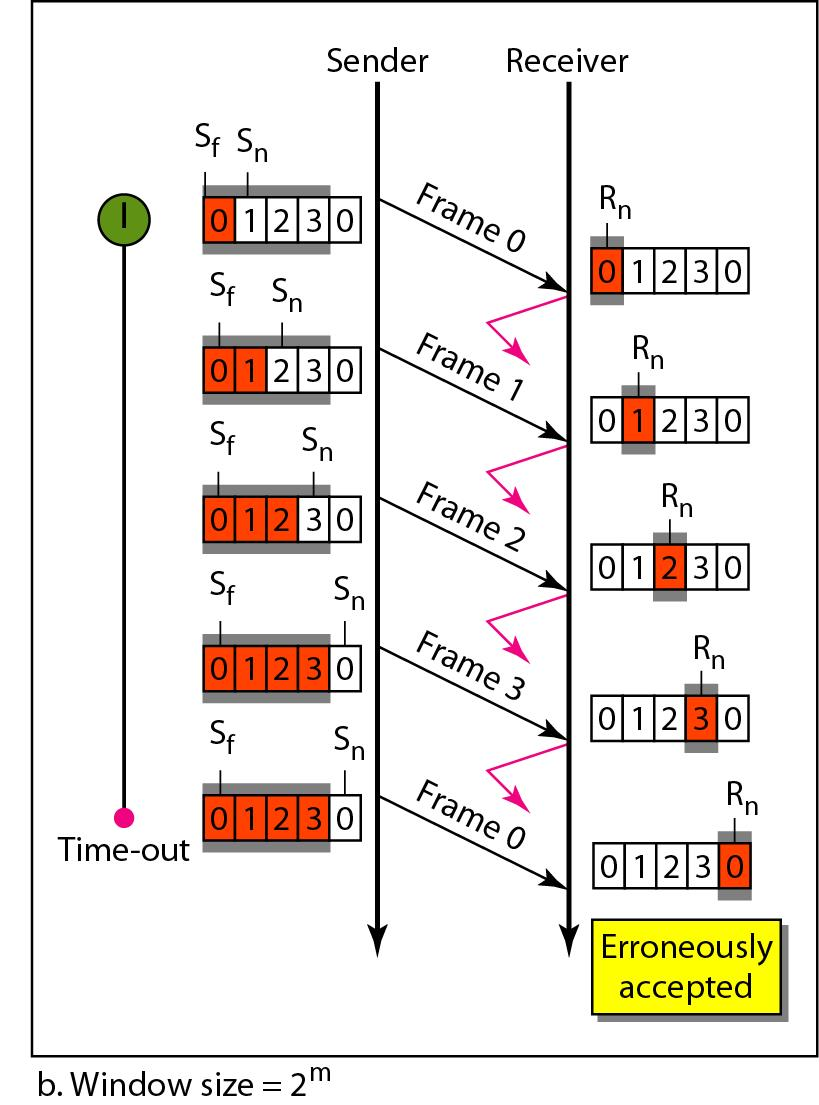 Sender Receiver
Sf Sn
0 1 2 3 0
Frame 0
Rn
0 1 2 3 0
Sf Sn
0 1 2 3 0
Frame 1
Rn
0 1 2 3 0
Sf Sn
0 1 2 3 0
Frame 2
Rn
0 1 2 3 0
Sf Sn
0 1 2 3 0
Frame 3
Rn
0 1 2 3 0
Sf Sn
0 1 2 3 0
Frame 0
Rn
0 1 2 3 0
Time-out
Erroneously
accepted
b. Window size = 2^m